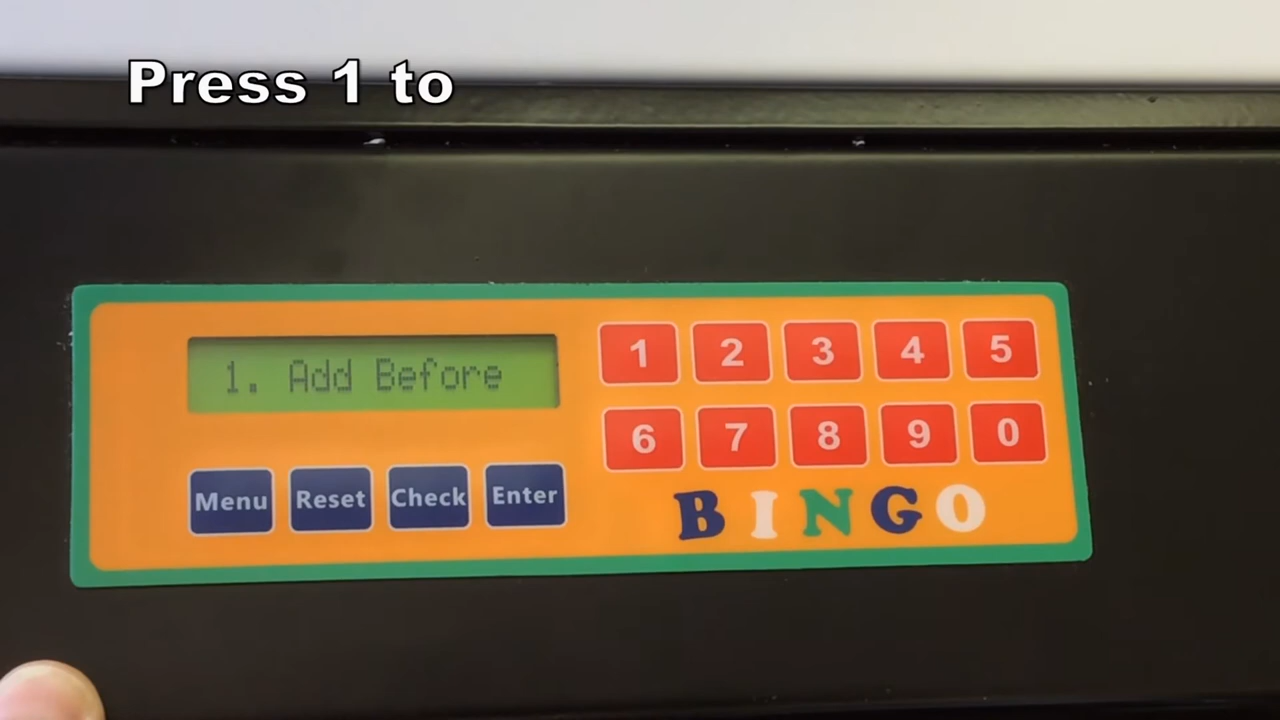 Press 1 to
1. Add Before
1 2 3 4 5
6 7 8 9 0
Menu Reset Check Enter
BINGO